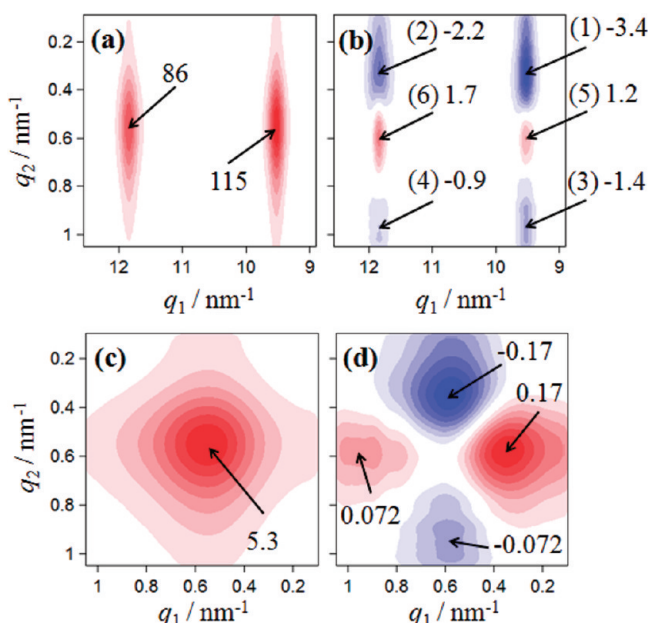 (a)
86
115
0.2
0.4
0.6
0.8
1
q2 / nm-1
12 11 10 9
q1 / nm-1
(b)
(2) -2.2
(1) -3.4
(6) 1.7
(5) 1.2
(4) -0.9
(3) -1.4
12 11 10 9
q1 / nm-1
(c)
5.3
0.2
0.4
0.6
0.8
1
q2 / nm-1
1 0.8 0.6 0.4 0.2
q1 / nm-1
(d)
-0.17
0.17
0.072
-0.072
1 0.8 0.6 0.4 0.2
q1 / nm-1